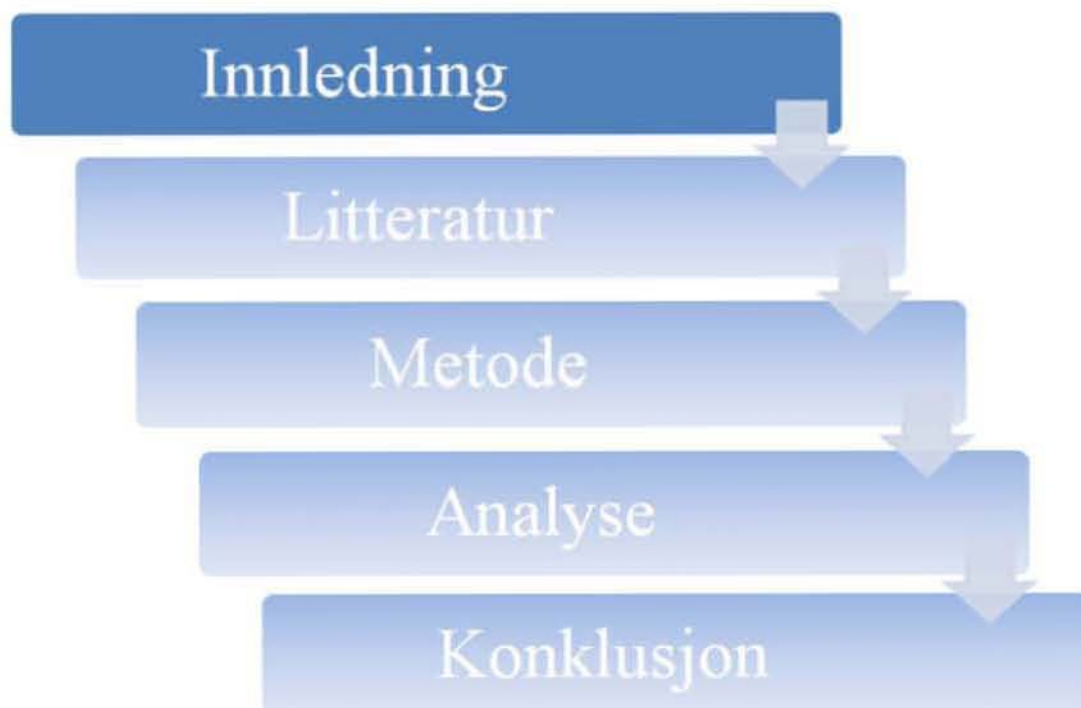 Innledning
Litteratur
Metode
Analyse
Konklusjon